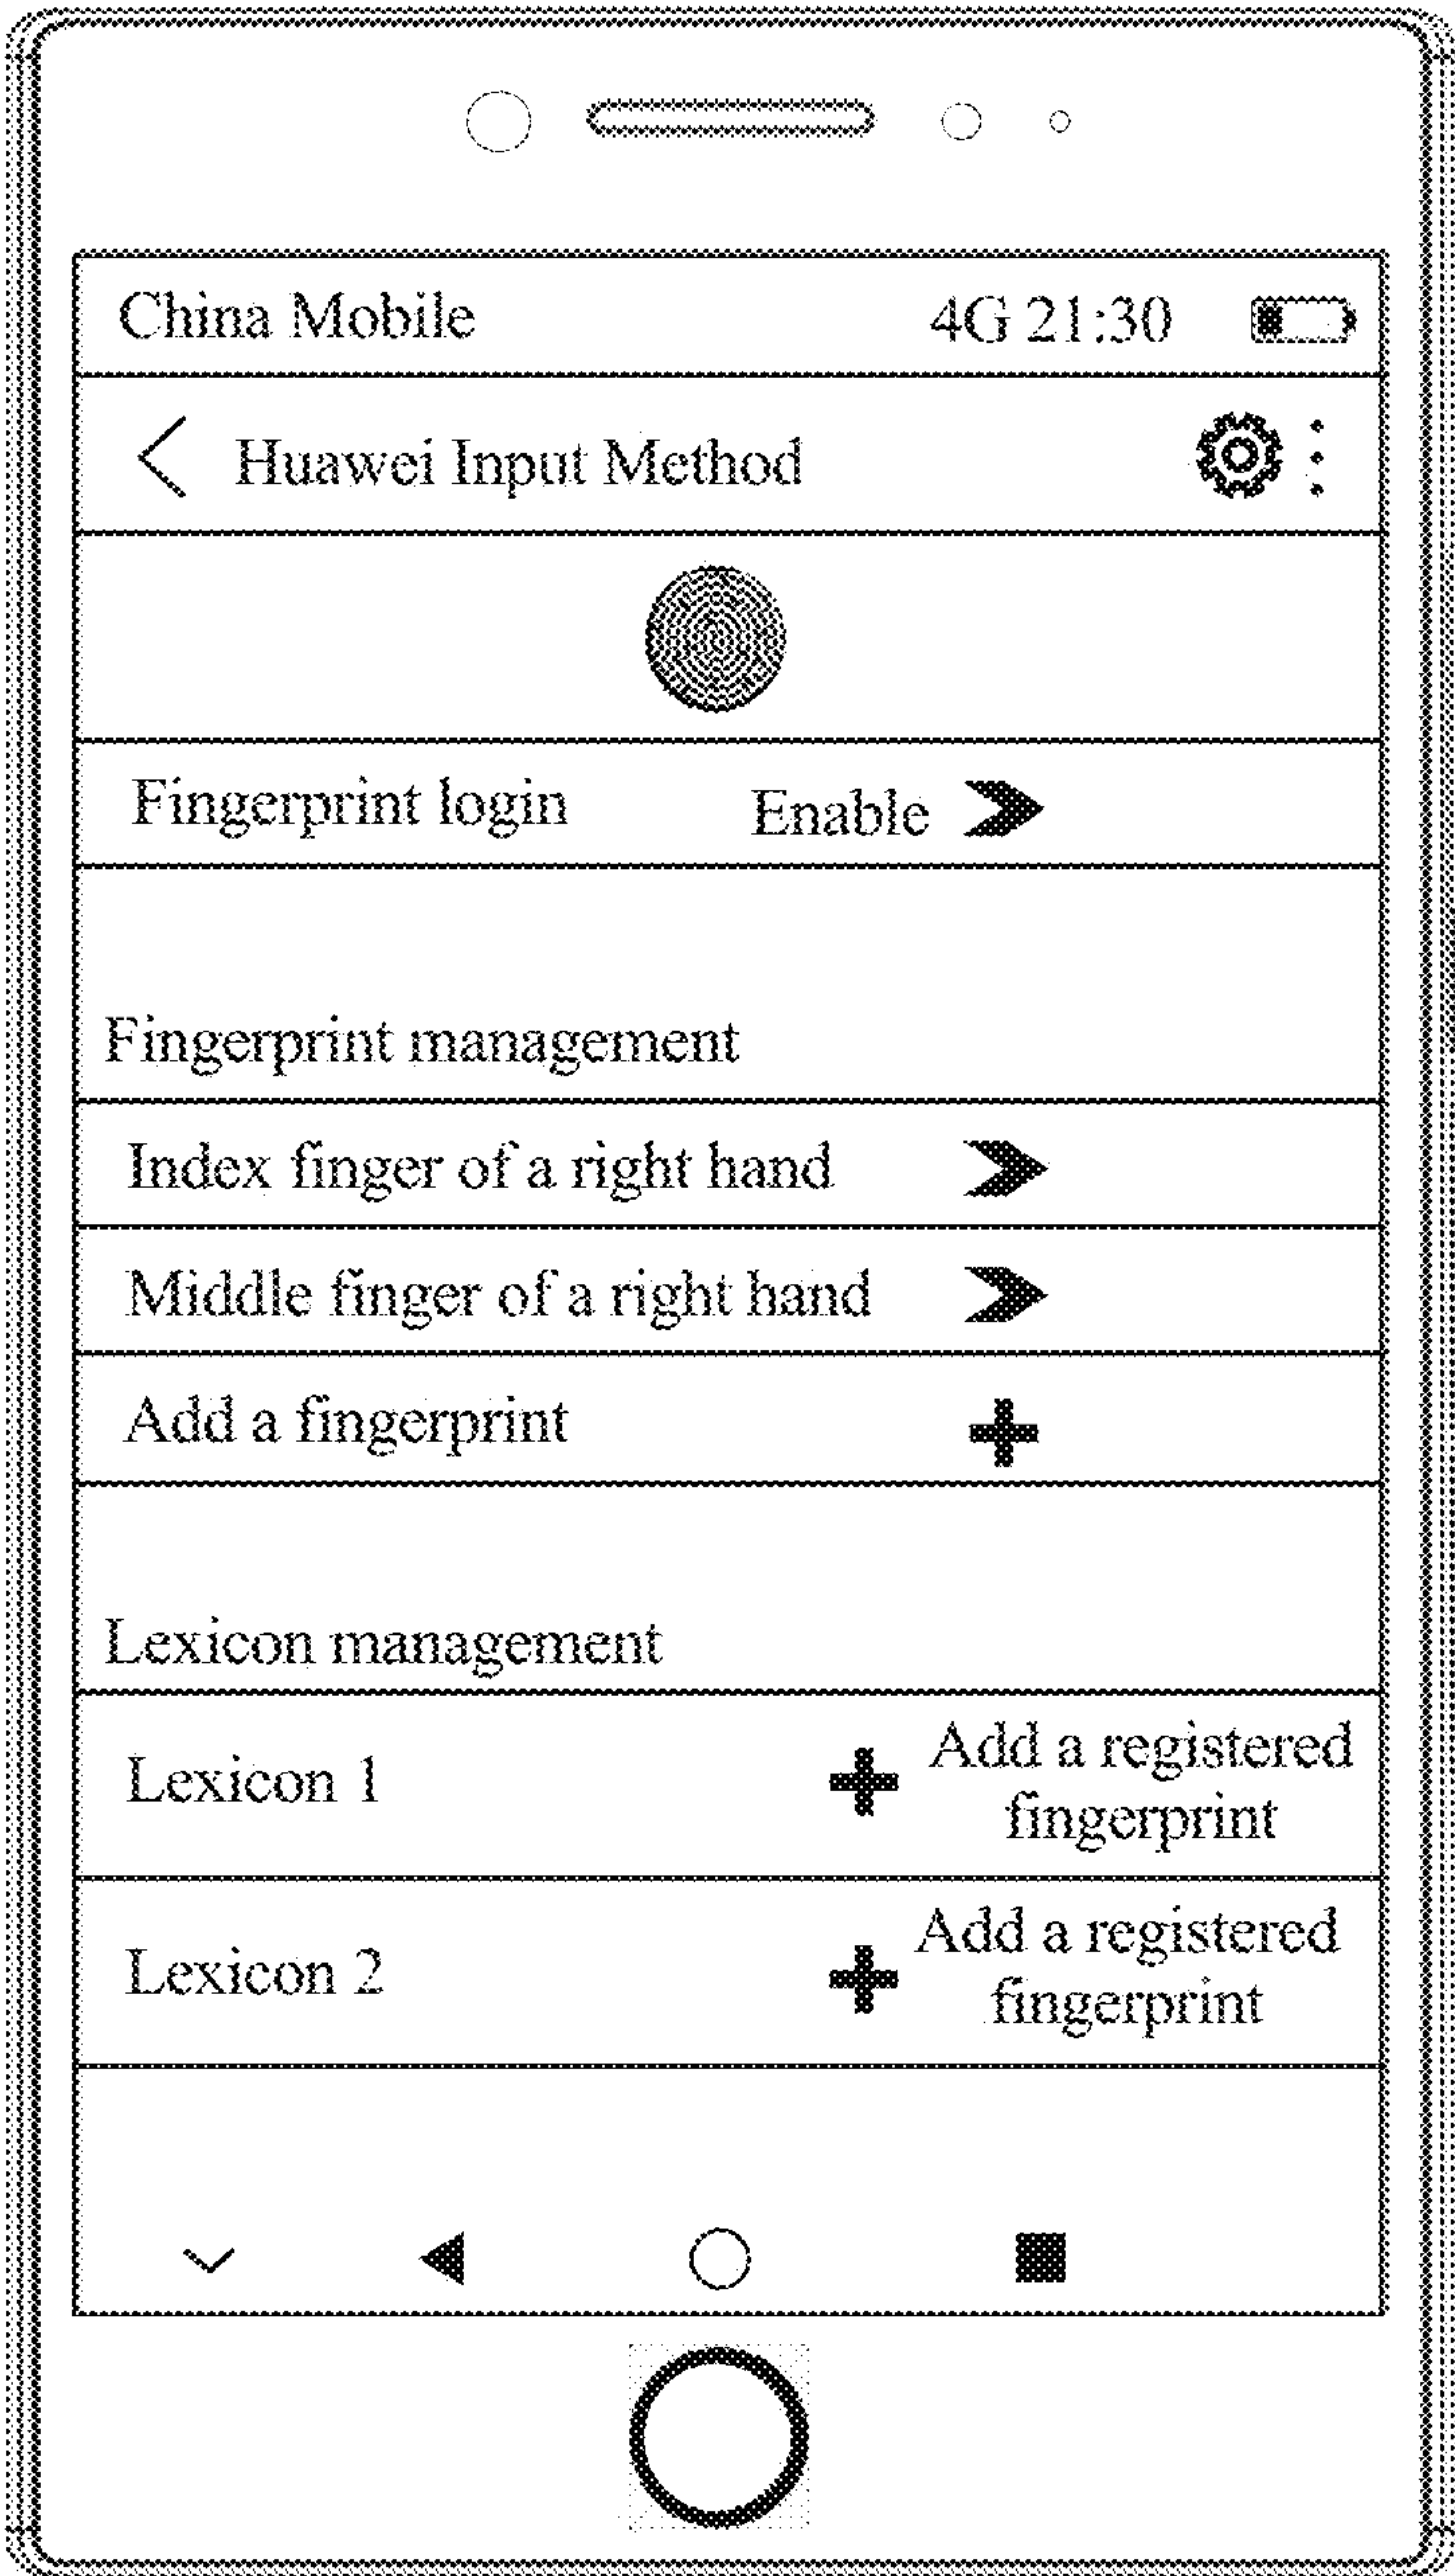 China Mobile 4G 21:30
Huawei Input Method
Fingerprint login Enable
Fingerprint management
Index finger of a right hand
Middle finger of a right hand
Add a fingerprint
Lexicon management
Lexicon 1
Add a registered
fingerprint
Lexicon 2
Add a registered
fingerprint